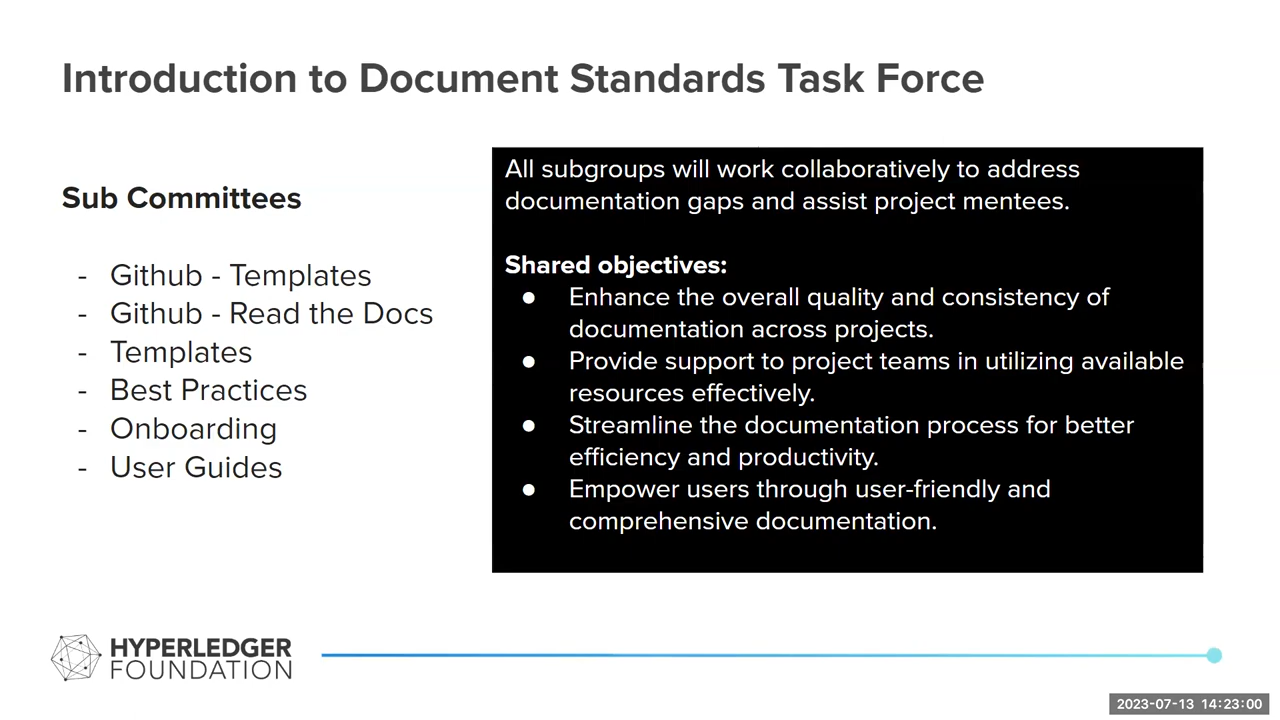 Introduction to Document Standards Task Force
Sub Committees
- Github - Templates
- Github - Read the Docs
- Templates
- Best Practices
- Onboarding
- User Guides
All subgroups will work collaboratively to address
documentation gaps and assist project mentees.
Shared objectives:
● Enhance the overall quality and consistency of
documentation across projects.
● Provide support to project teams in utilizing available
resources effectively.
● Streamline the documentation process for better
efficiency and productivity.
● Empower users through user-friendly and
comprehensive documentation.
HYPERLEDGER
FOUNDATION
2023-07-13 14:23:00